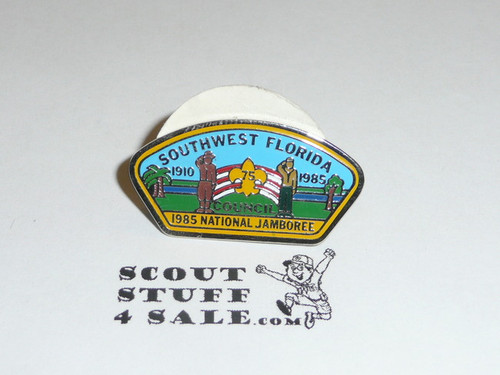 SOUTHWEST FLORIDA
1910 75 1985
COUNCIL
1985 NATIONAL JAMBOREE
SCOUT
STUFF
4 SALE.com